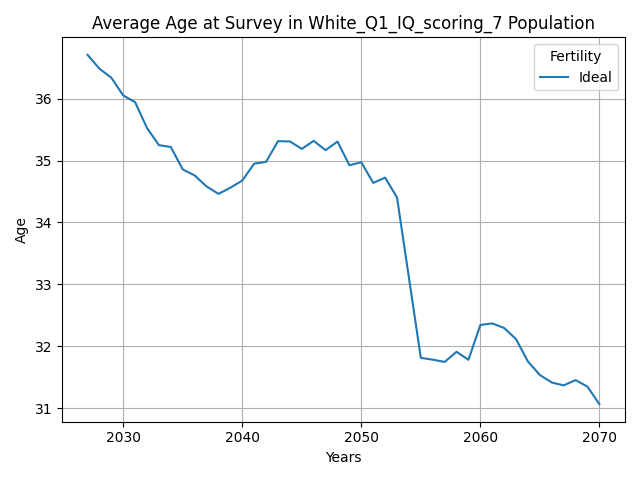 Average Age at Survey in White_Q1_IQ_scoring_7 Population
Fertility
Ideal
36
35
34
33
32
31
Age
2030 2040 2050 2060 2070
Years